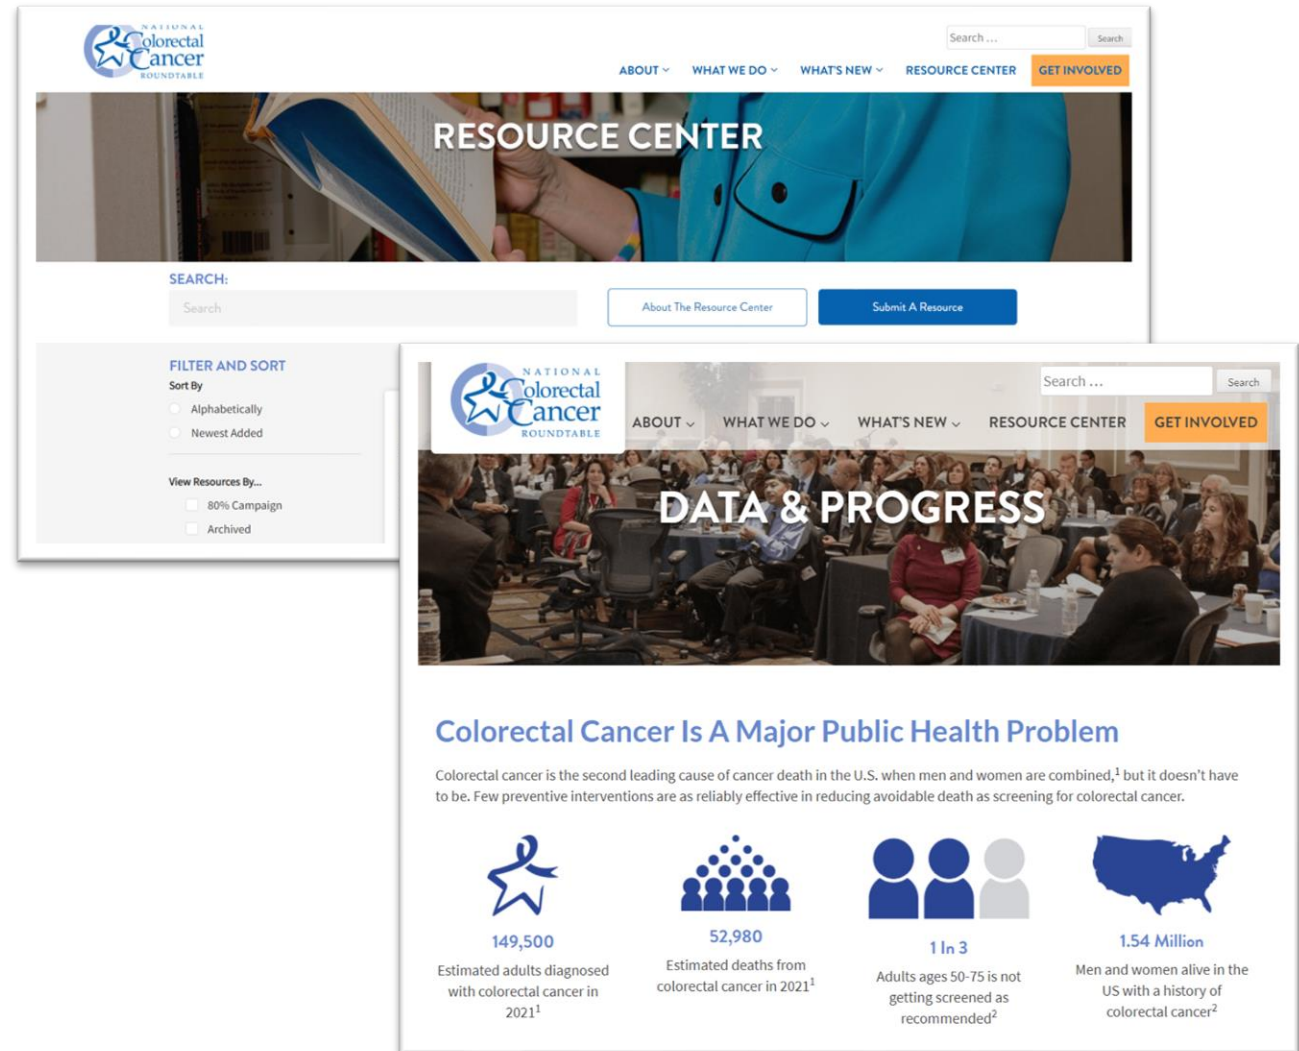 NATIONAL
Colorectal
Cancer
ROUNDTABLE
Search ...
Search
ABOUT
WHAT WE DO
WHAT'S NEW
RESOURCE CENTER
GET INVOLVED
RESOURCE CENTER
SEARCH:
Search
About The Resource Center
Submit A Resource
FILTER AND SORT
Sort By
Alphabetically
Newest Added
View Resources By...
80% Campaign
Archived
NATIONAL
Colorectal
Cancer
ROUNDTABLE
Search ...
Search
ABOUT
WHAT WE DO
WHAT'S NEW
RESOURCE CENTER
GET INVOLVED
DATA & PROGRESS
Colorectal Cancer Is A Major Public Health Problem
Colorectal cancer is the second leading cause of cancer death in the U.S. when men and women are combined,¹ but it doesn't have
to be. Few preventive interventions are as reliably effective in reducing avoidable death as screening for colorectal cancer.
149,500
Estimated adults diagnosed
with colorectal cancer in
2021¹
52,980
Estimated deaths from
colorectal cancer in 2021¹
1 In 3
Adults ages 50-75 is not
getting screened as
recommended²
1.54 Million
Men and women alive in the
US with a history of
colorectal cancer²